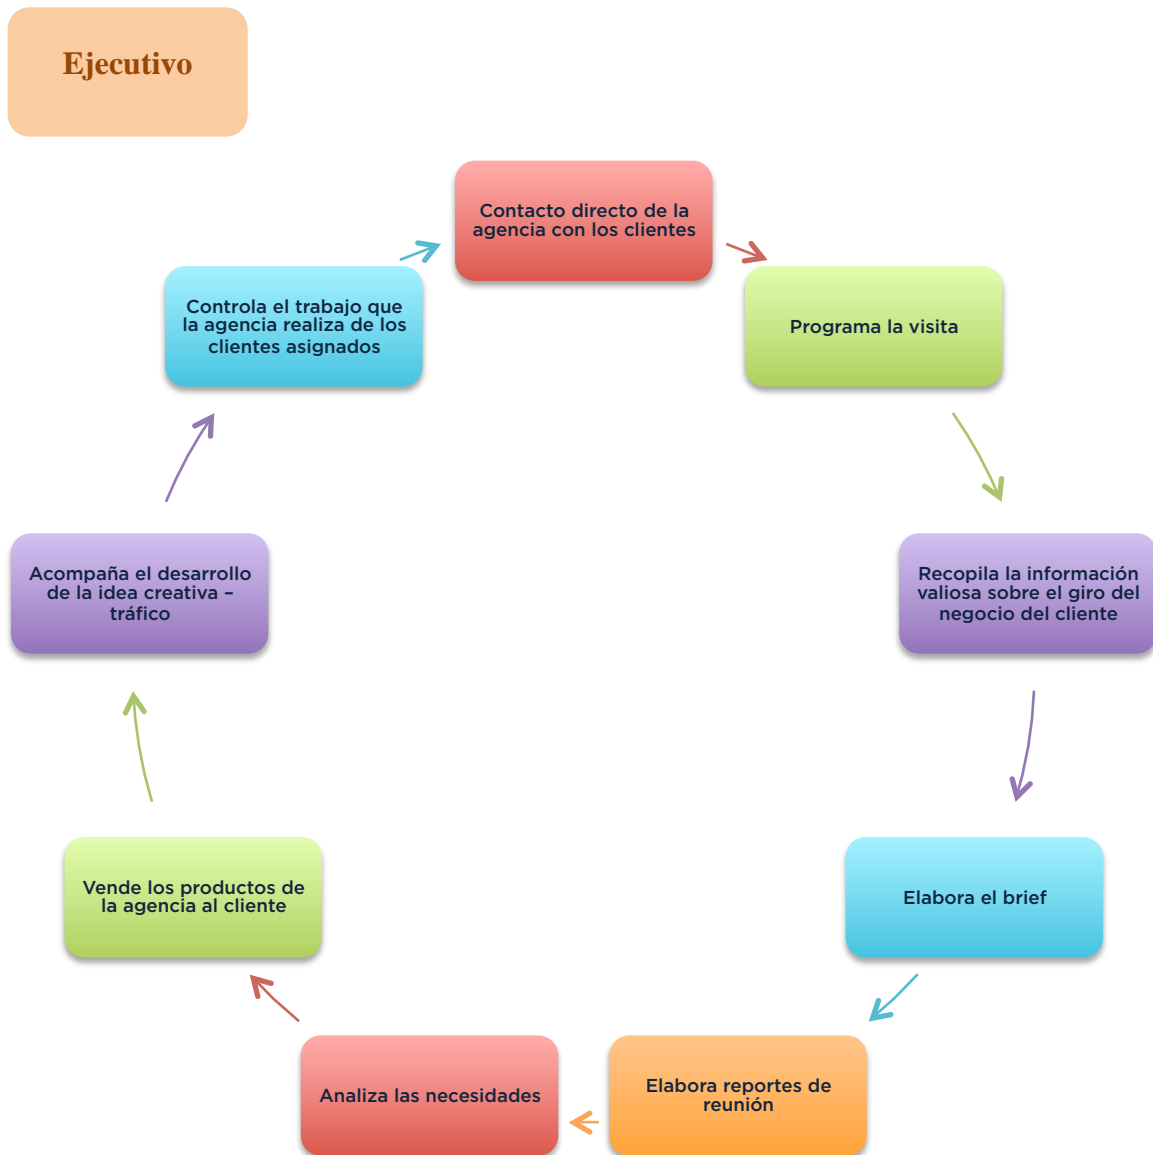 Ejecutivo
Contacto directo de la
agencia con los clientes
Programa la visita
Recopila la información
valiosa sobre el giro del
negocio del cliente
Elabora el brief
Elabora reportes de
reunión
Analiza las necesidades
Vende los productos de
la agencia al cliente
Acompaña el desarrollo
de la idea creativa –
tráfico
Controla el trabajo que
la agencia realiza de los
clientes asignados